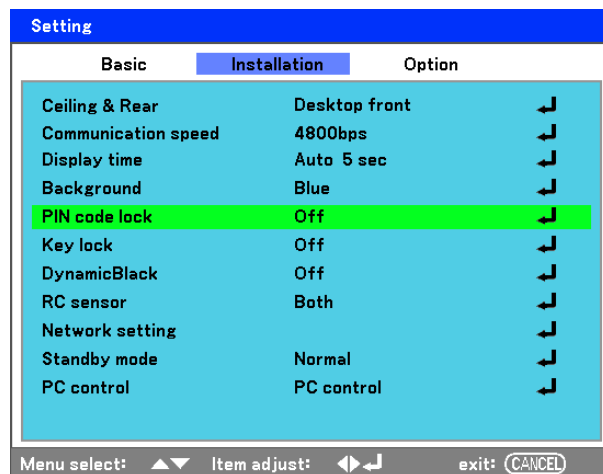 Setting
Basic Installation Option
Ceiling & Rear Desktop front
Communication speed 4800bps
Display time Auto 5 sec
Background Blue
PIN code lock Off
Key lock Off
DynamicBlack Off
RC sensor Both
Network setting
Standby mode Normal
PC control PC control
Menu select: ▲▼ Item adjust: ◀▶↵ exit: CANCEL